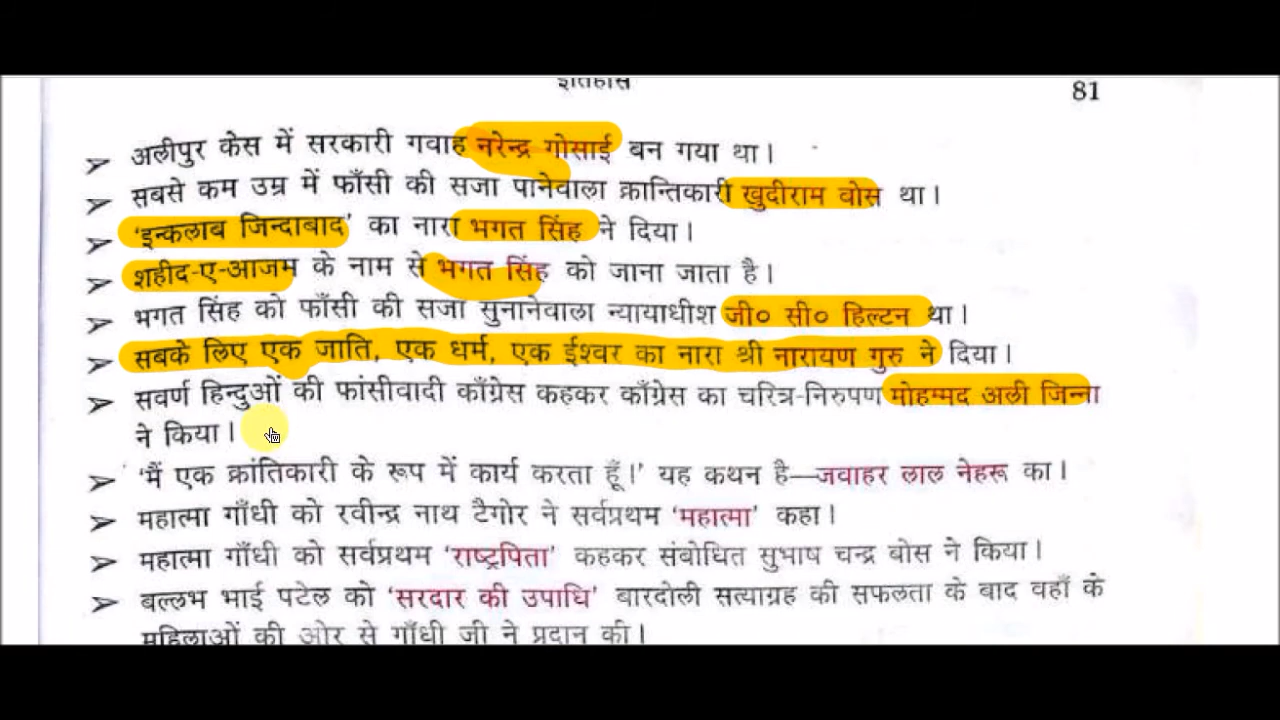 इतिहास
81
➢ अलीपुर केस में सरकारी गवाह नरेन्द्र गोसाई बन गया था।
➢ सबसे कम उम्र में फाँसी की सजा पानेवाला क्रान्तिकारी खुदीराम बोस था।
➢ 'इन्कलाब जिन्दाबाद' का नारा भगत सिंह ने दिया।
➢ शहीद-ए-आजम के नाम से भगत सिंह को जाना जाता है।
➢ भगत सिंह को फाँसी की सजा सुनानेवाला न्यायाधीश जी० सी० हिल्टन था।
➢ सबके लिए एक जाति, एक धर्म, एक ईश्वर का नारा श्री नारायण गुरु ने दिया।
➢ सवर्ण हिन्दुओं की फांसीवादी काँग्रेस कहकर काँग्रेस का चरित्र-निरुपण मोहम्मद अली जिन्ना
ने किया।
➢ 'मैं एक क्रांतिकारी के रूप में कार्य करता हूँ।' यह कथन है—जवाहर लाल नेहरू का।
➢ महात्मा गाँधी को रवीन्द्र नाथ टैगोर ने सर्वप्रथम 'महात्मा' कहा।
➢ महात्मा गाँधी को सर्वप्रथम 'राष्ट्रपिता' कहकर संबोधित सुभाष चन्द्र बोस ने किया।
➢ बल्लभ भाई पटेल को 'सरदार की उपाधि' बारदोली सत्याग्रह की सफलता के बाद वहाँ के
महिलाओं की ओर से गाँधी जी ने प्रदान की।